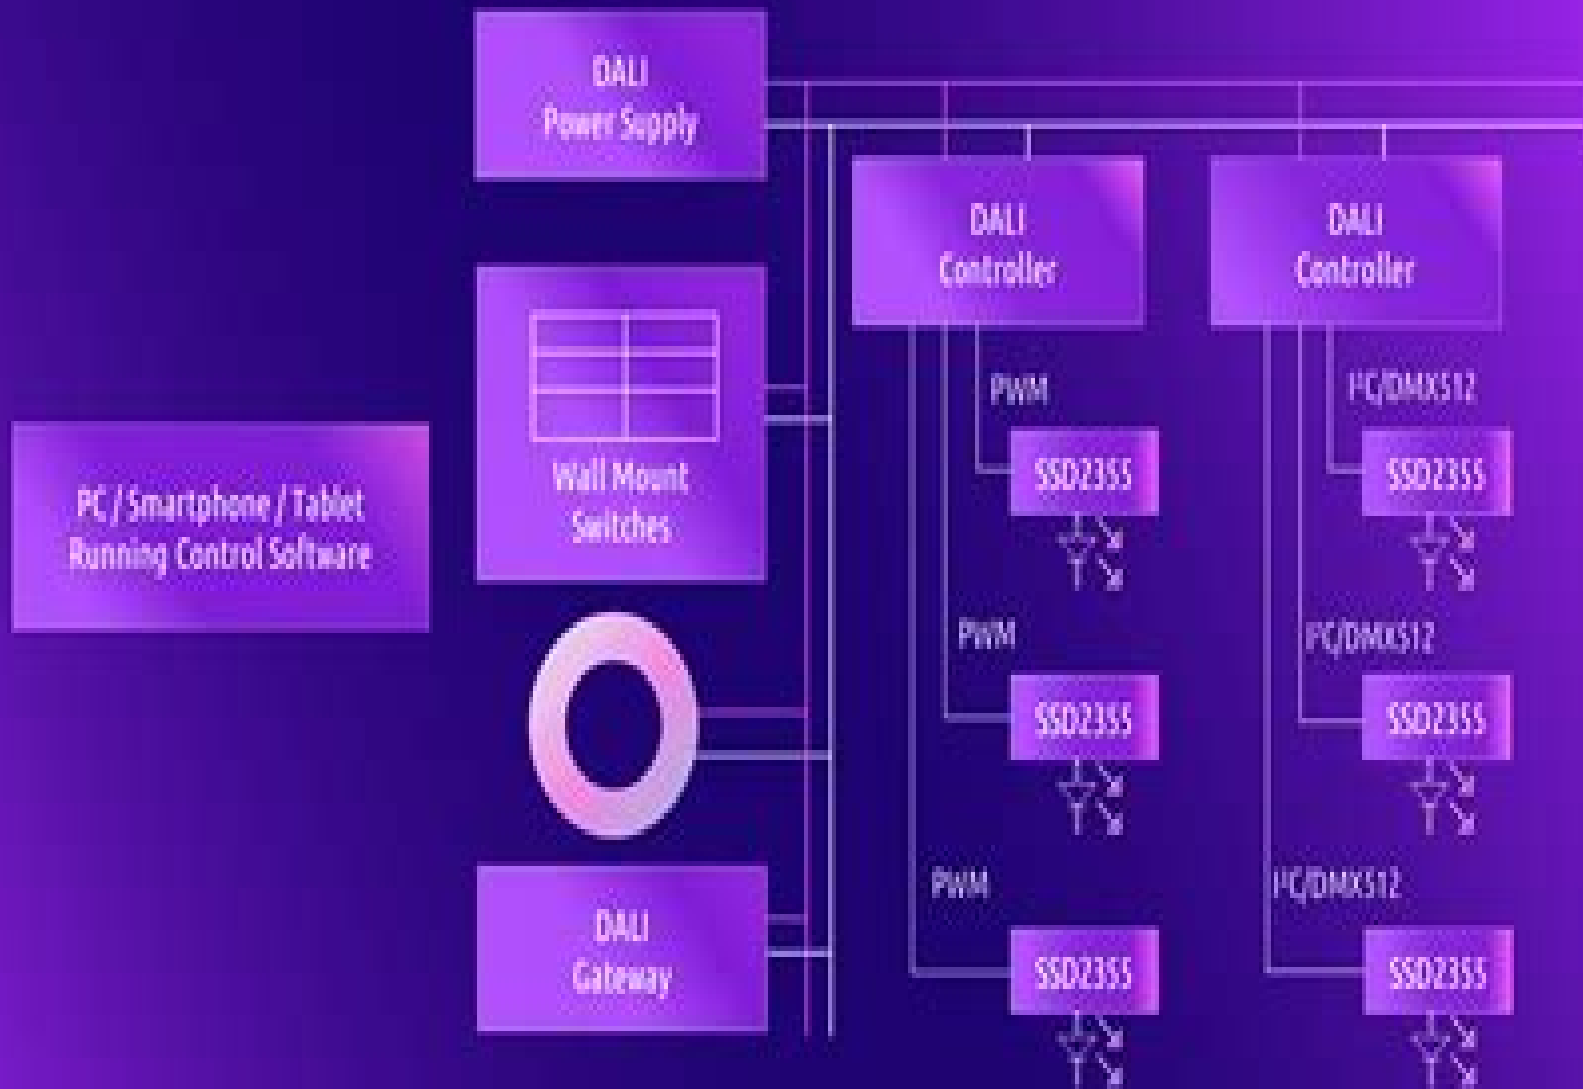 DALI
Power Supply
DALI
Controller
DALI
Controller
Wall Mount
Switches
PC / Smartphone / Tablet
Running Control Software
DALI
Gateway
PWM
SSD2355
PWM
SSD2355
PWM
SSD2355
I²C/DMX512
SSD2355
I²C/DMX512
SSD2355
I²C/DMX512
SSD2355